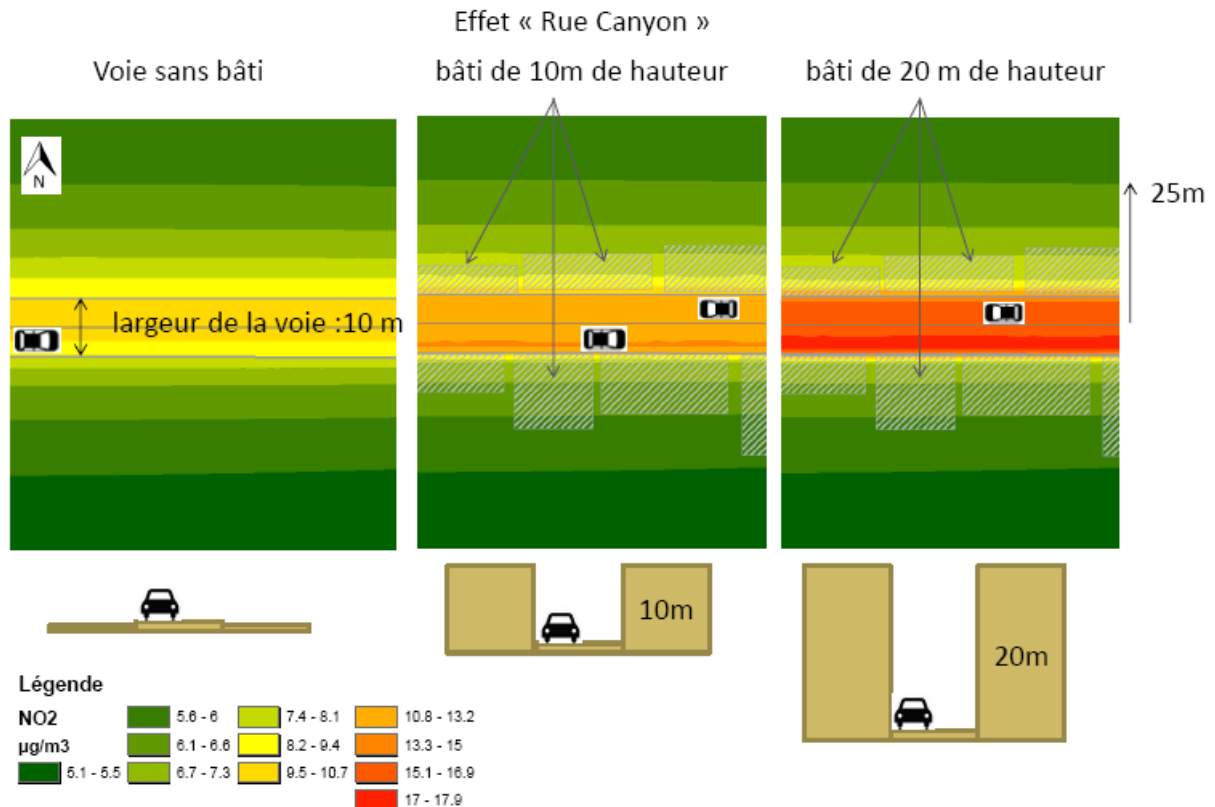 Effet « Rue Canyon »
Voie sans bâti
bâti de 10m de hauteur
bâti de 20 m de hauteur
N
25m
largeur de la voie :10 m
10m
20m
Légende
NO2
µg/m3
5.1 - 5.5
5.6 - 6
6.1 - 6.6
6.7 - 7.3
7.4 - 8.1
8.2 - 9.4
9.5 - 10.7
10.8 - 13.2
13.3 - 15
15.1 - 16.9
17 - 17.9